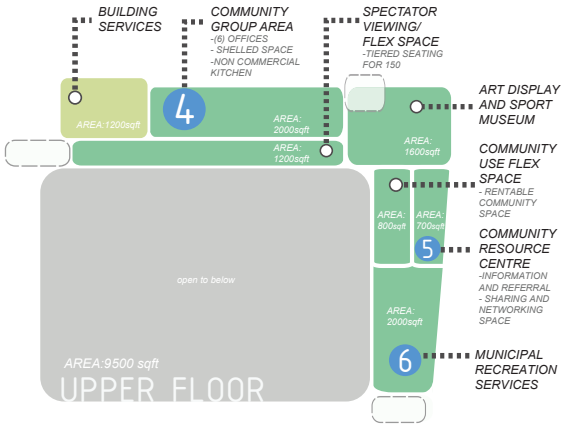 BUILDING
SERVICES
COMMUNITY
GROUP AREA
-(6) OFFICES
- SHELLED SPACE
-NON COMMERCIAL
KITCHEN
SPECTATOR
VIEWING/
FLEX SPACE
-TIERED SEATING
FOR 150
ART DISPLAY
AND SPORT
MUSEUM
COMMUNITY
USE FLEX
SPACE
- RENTABLE
COMMUNITY
SPACE
COMMUNITY
RESOURCE
CENTRE
-INFORMATION
AND REFERRAL
- SHARING AND
NETWORKING
SPACE
MUNICIPAL
RECREATION
SERVICES
AREA:1200sqft
4
AREA:
2000sqft
AREA:
1200sqft
AREA:
1600sqft
AREA:
800sqft
AREA:
700sqft
5
AREA:
2000sqft
6
open to below
AREA:9500 sqft
UPPER FLOOR